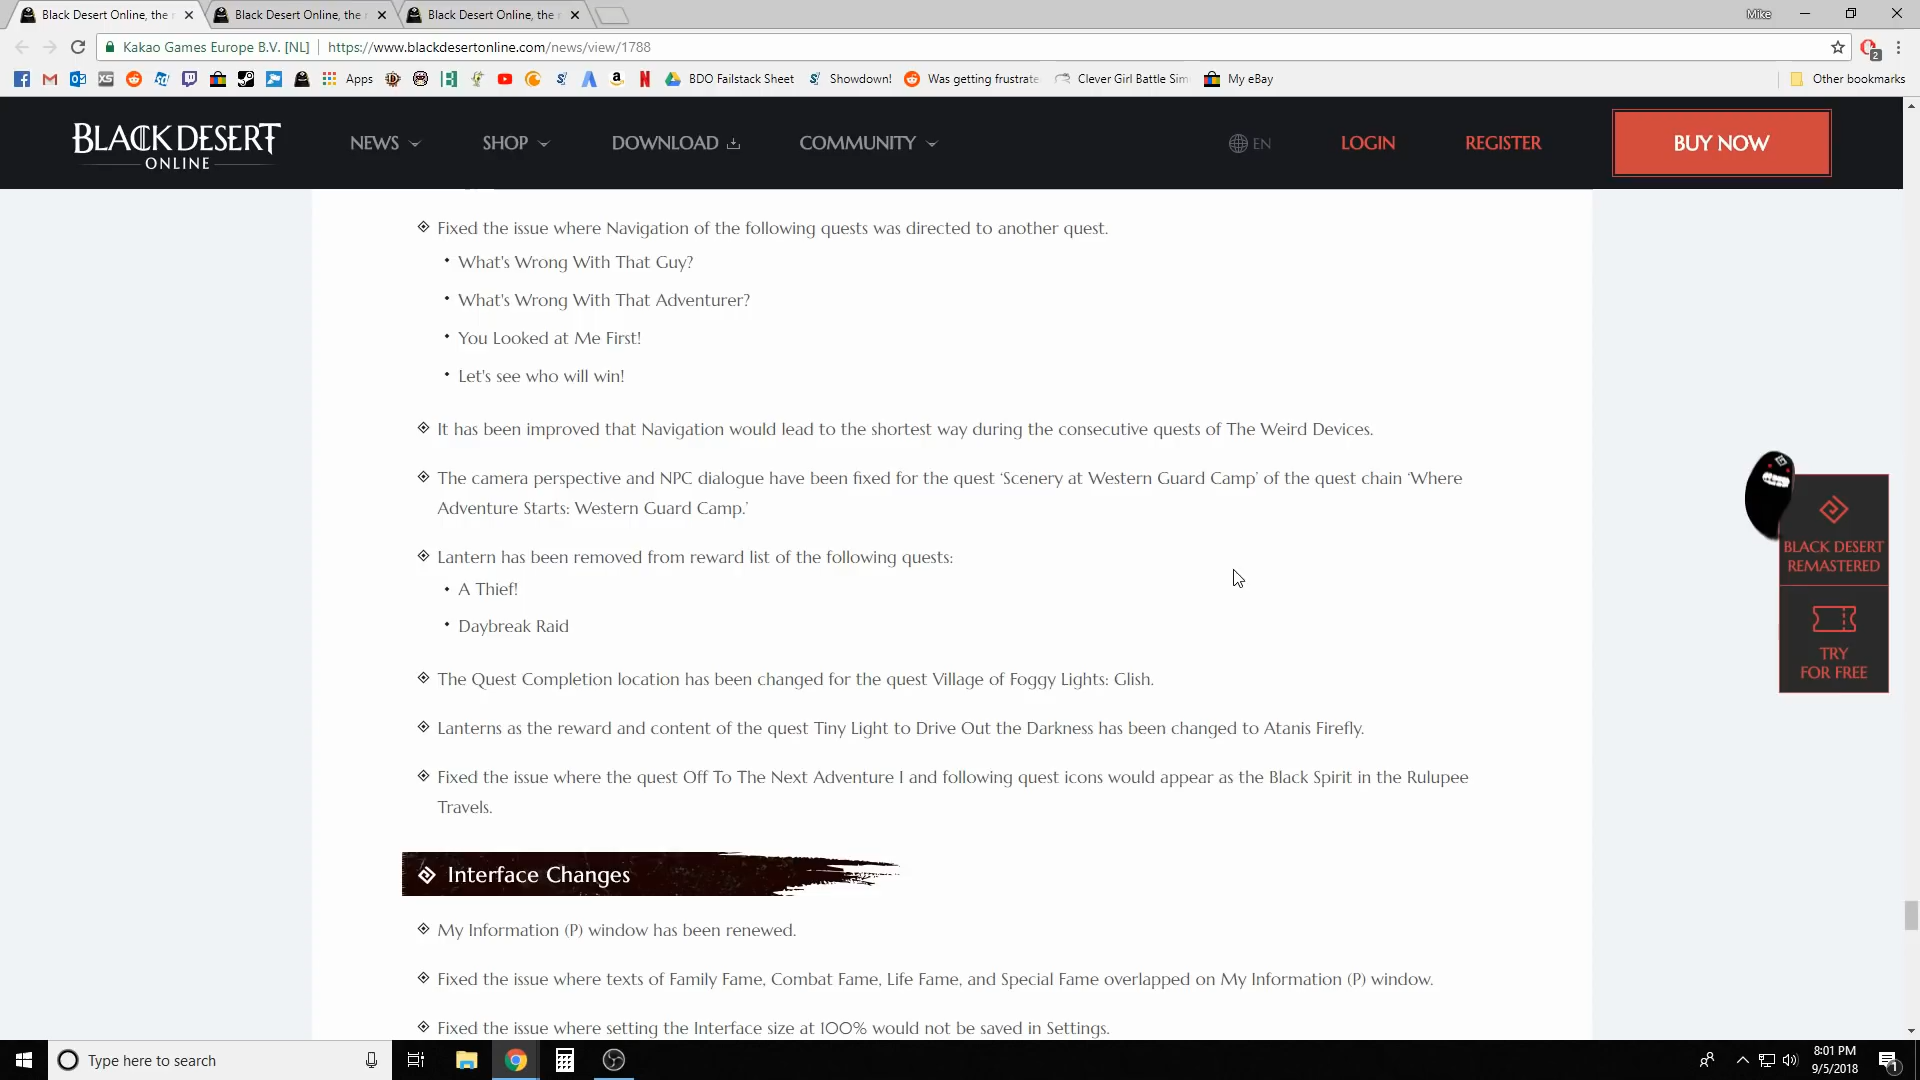 Black Desert Online, the
Black Desert Online, the
Black Desert Online, the
Mike
Kakao Games Europe B.V. [NL]
https://www.blackdesertonline.com/news/view/1788
2
Apps
BDO Failstack Sheet
Showdown!
Was getting frustrate
Clever Girl Battle Sim
My eBay
Other bookmarks
BLACK DESERT
ONLINE
NEWS
SHOP
DOWNLOAD
COMMUNITY
EN
LOGIN
REGISTER
BUY NOW
Fixed the issue where Navigation of the following quests was directed to another quest.
• What's Wrong With That Guy?
• What's Wrong With That Adventurer?
• You Looked at Me First!
• Let's see who will win!
It has been improved that Navigation would lead to the shortest way during the consecutive quests of The Weird Devices.
The camera perspective and NPC dialogue have been fixed for the quest ‘Scenery at Western Guard Camp’ of the quest chain ‘Where
Adventure Starts: Western Guard Camp.’
Lantern has been removed from reward list of the following quests:
• A Thief!
• Daybreak Raid
The Quest Completion location has been changed for the quest Village of Foggy Lights: Glish.
Lanterns as the reward and content of the quest Tiny Light to Drive Out the Darkness has been changed to Atanis Firefly.
Fixed the issue where the quest Off To The Next Adventure I and following quest icons would appear as the Black Spirit in the Rulupee
Travels.
BLACK DESERT
REMASTERED
TRY
FOR FREE
Interface Changes
My Information (P) window has been renewed.
Fixed the issue where texts of Family Fame, Combat Fame, Life Fame, and Special Fame overlapped on My Information (P) window.
Fixed the issue where setting the Interface size at 100% would not be saved in Settings.
Type here to search
8:01 PM
9/5/2018
1